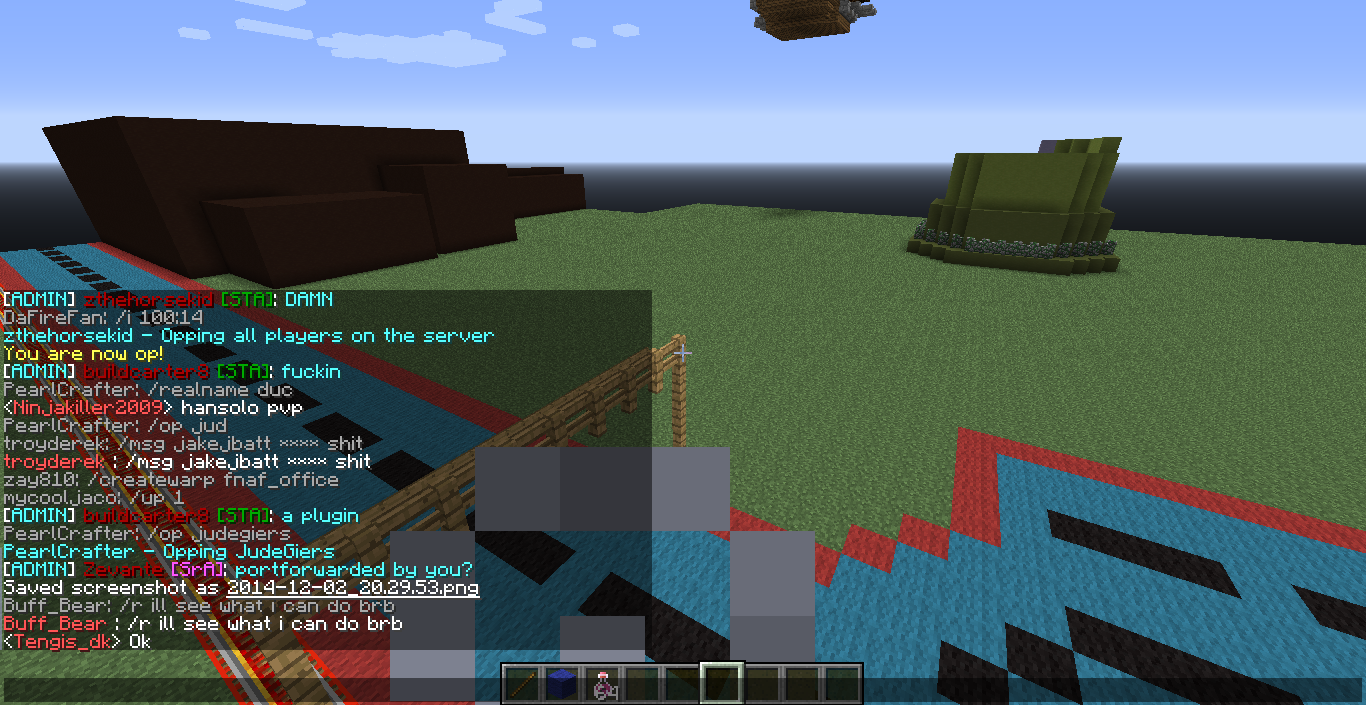 [ADMIN] zthehorsekid [STA]: DAMN
DaFireFan: /i 100:14
zthehorsekid - Opping all players on the server
You are now op!
[ADMIN] buildcarter8 [STA]: fuckin
PearlCrafter: /realname duc
<Ninjakiller2009> hansolo pvp
PearlCrafter: /op jud
troyderek: /msg jakejbatt **** shit
troyderek : /msg jakejbatt **** shit
zay810: /createwarp fnaf_office
mycooljaco: /up 1
[ADMIN] buildcarter8 [STA]: a plugin
PearlCrafter: /op judegiers
PearlCrafter - Opping JudeGiers
[ADMIN] Zevante [SrA]: portforwarded by you?
Saved screenshot as 2014-12-02_20.29.53.png
Buff_Bear: /r ill see what i can do brb
Buff_Bear : /r ill see what i can do brb
<Tengis_dk> Ok
64